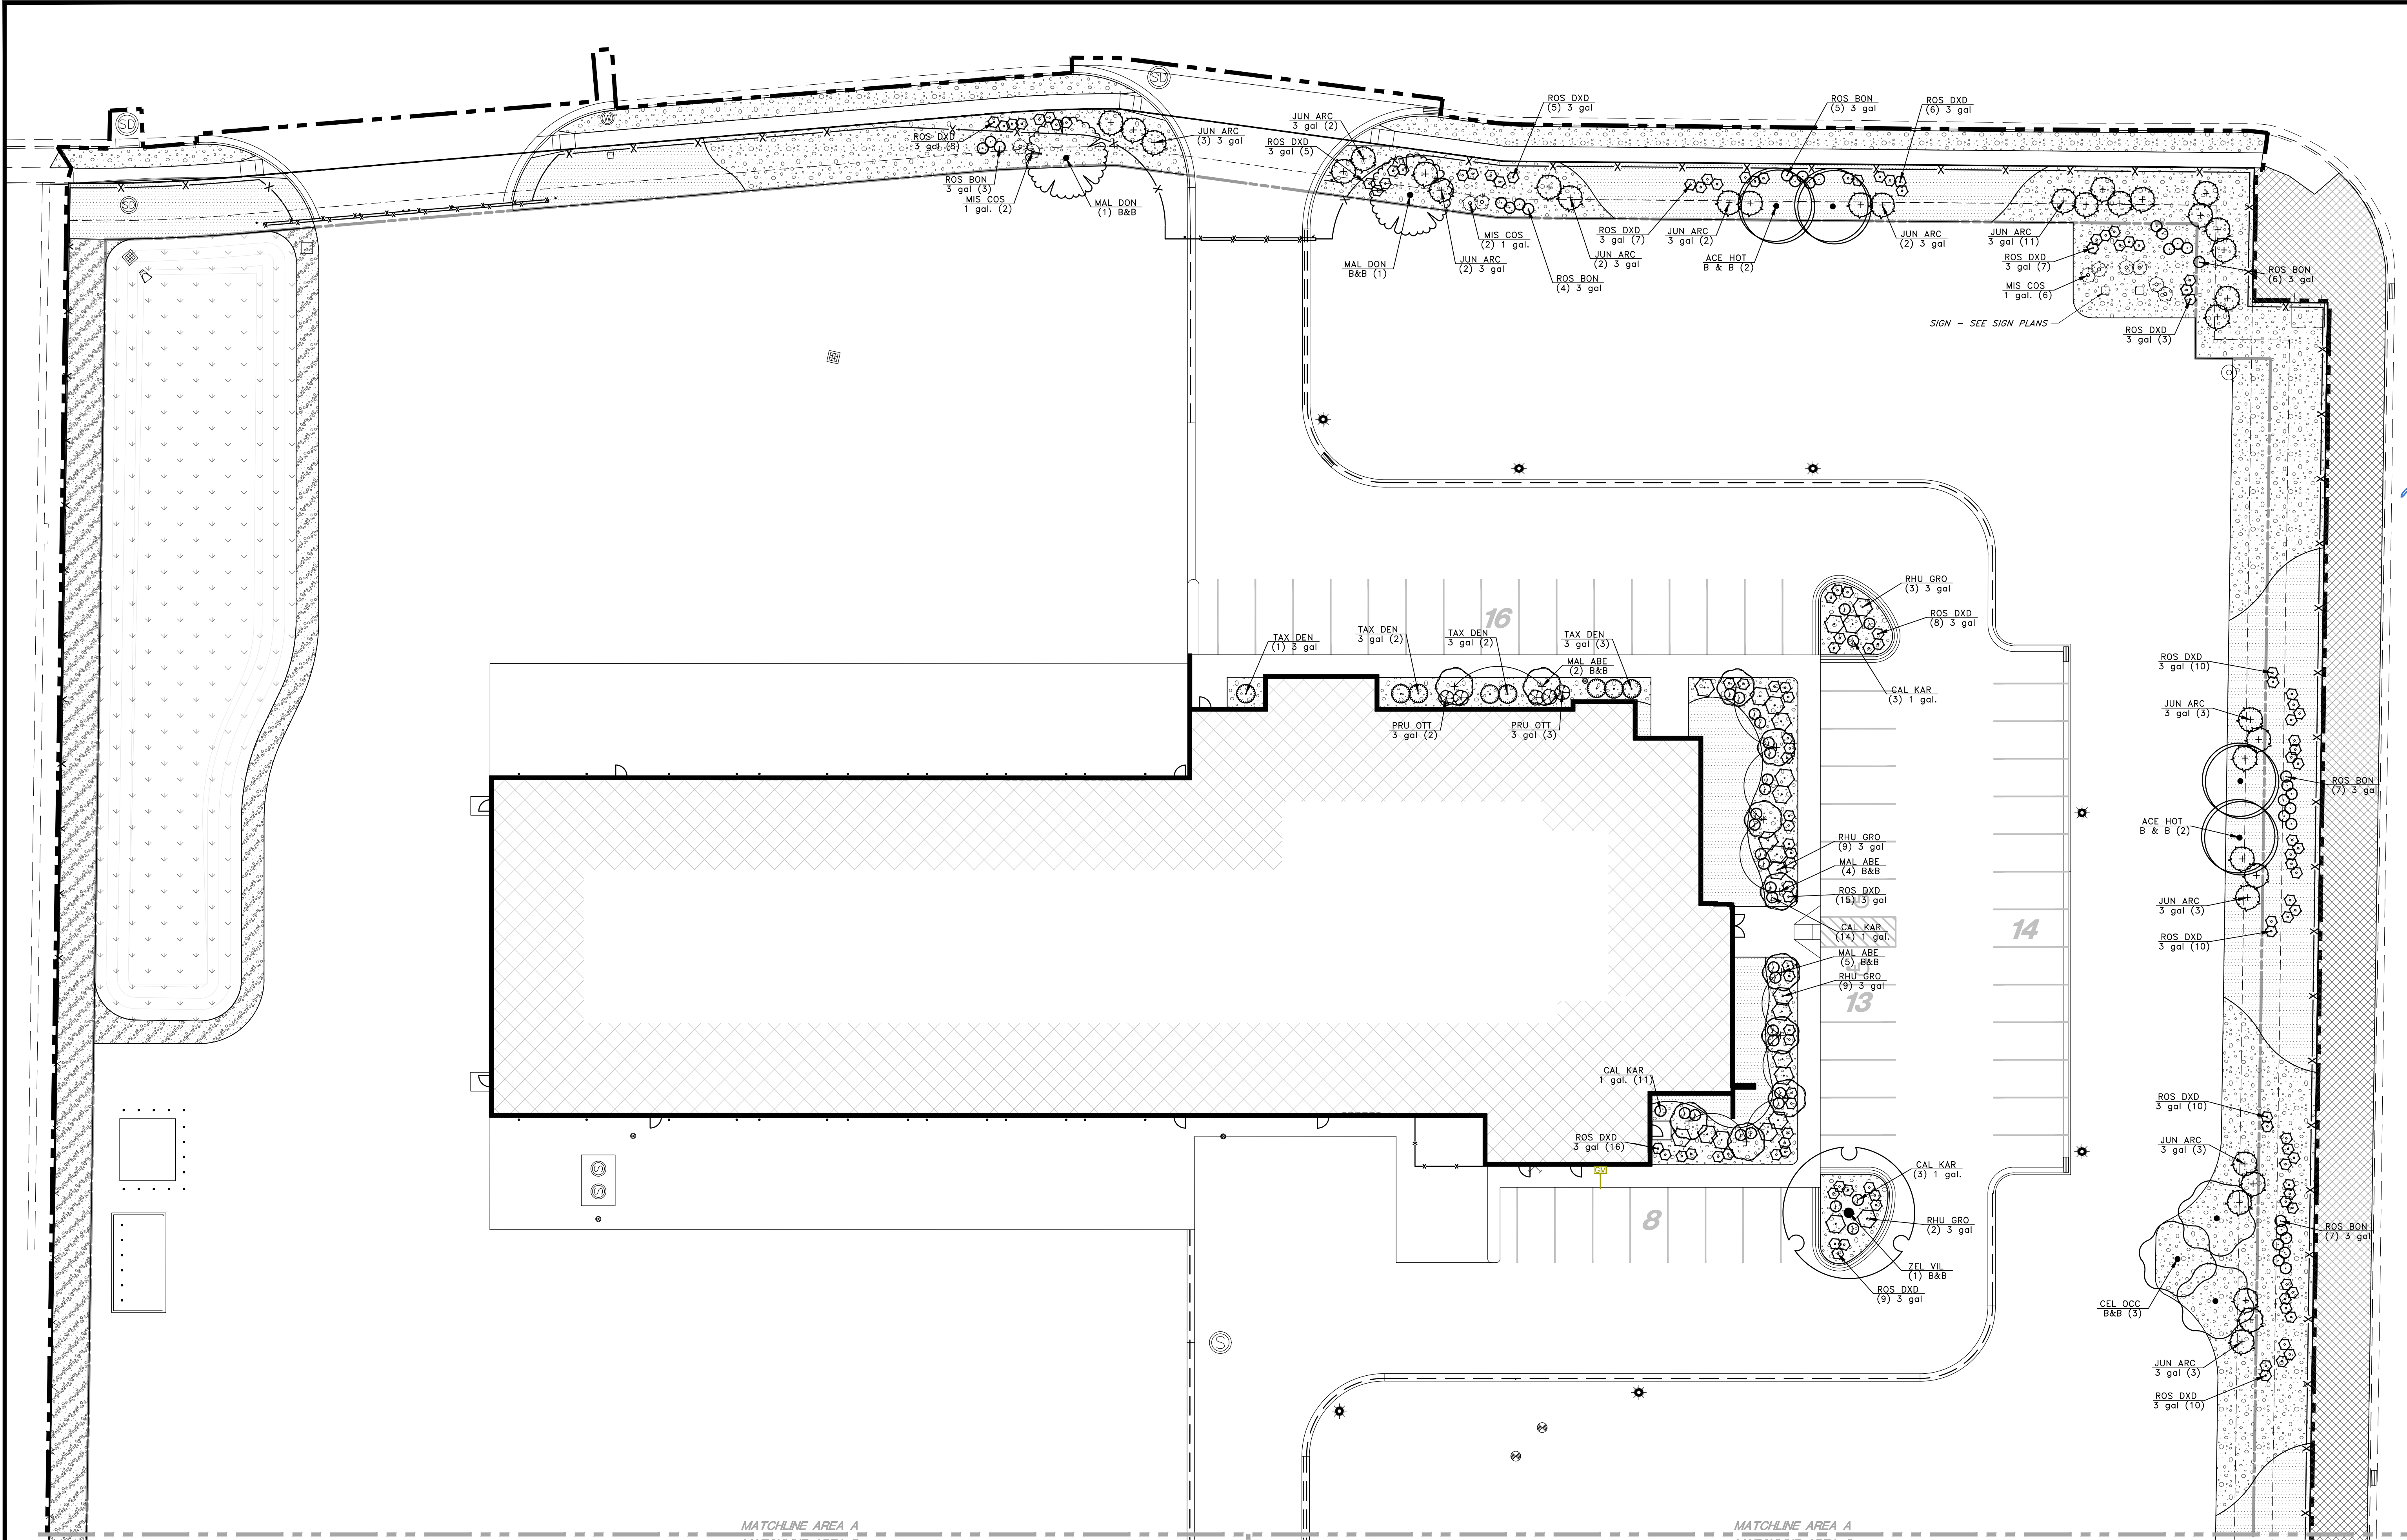 SD
SD
W
SD
ROS DXD
3 gal (8)
ROS BON
3 gal (3)
MIS COS
1 gal. (2)
MAL DON
(1) B&B
JUN ARC
(3) 3 gal
JUN ARC
3 gal (2)
ROS DXD
3 gal (5)
ROS DXD
(5) 3 gal
MAL DON
B&B (1)
JUN ARC
(2) 3 gal
MIS COS
(2) 1 gal.
ROS BON
(4) 3 gal
JUN ARC
(2) 3 gal
ROS DXD
3 gal (7)
JUN ARC
3 gal (2)
ACE HOT
B & B (2)
ROS BON
(5) 3 gal
ROS DXD
(6) 3 gal
JUN ARC
(2) 3 gal
JUN ARC
3 gal (11)
ROS DXD
3 gal (7)
MIS COS
1 gal. (6)
SIGN - SEE SIGN PLANS
ROS DXD
3 gal (3)
ROS BON
(6) 3 gal
16
RHU GRO
(3) 3 gal
ROS DXD
(8) 3 gal
CAL KAR
(3) 1 gal.
TAX DEN
(1) 3 gal
TAX DEN
3 gal (2)
TAX DEN
3 gal (2)
TAX DEN
3 gal (3)
MAL ABE
(2) B&B
PRU OTT
3 gal (2)
PRU OTT
3 gal (3)
ROS DXD
3 gal (10)
JUN ARC
3 gal (3)
ROS BON
(7) 3 gal
ACE HOT
B & B (2)
JUN ARC
3 gal (3)
ROS DXD
3 gal (10)
RHU GRO
(9) 3 gal
MAL ABE
(4) B&B
ROS DXD
(15) 3 gal
CAL KAR
(14) 1 gal.
MAL ABE
(5) B&B
RHU GRO
(9) 3 gal
14
13
CAL KAR
1 gal. (11)
ROS DXD
3 gal (16)
GM
8
CAL KAR
(3) 1 gal.
RHU GRO
(2) 3 gal
ZEL VIL
(1) B&B
ROS DXD
(9) 3 gal
ROS DXD
3 gal (10)
JUN ARC
3 gal (3)
ROS BON
(7) 3 gal
CEL OCC
B&B (3)
JUN ARC
3 gal (3)
ROS DXD
3 gal (10)
S
S
S
MATCHLINE AREA A
MATCHLINE AREA A